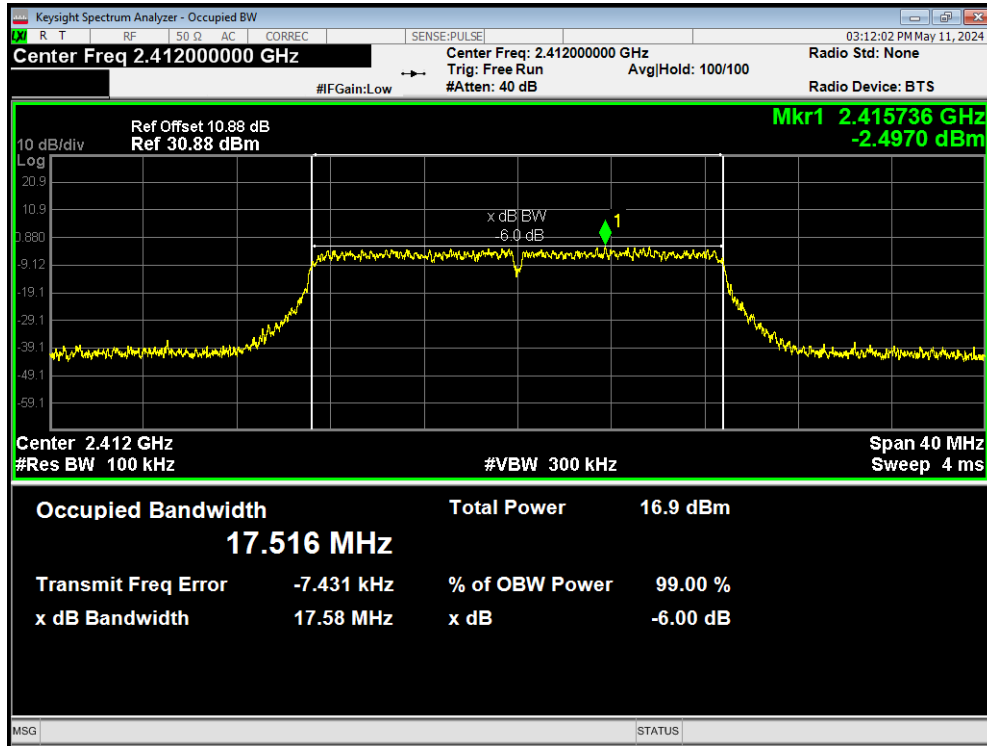 Keysight Spectrum Analyzer - Occupied BW
LXI R T RF 50 Ω AC CORREC SENSE:PULSE 03:12:02 PM May 11, 2024
Center Freq 2.412000000 GHz
Center Freq: 2.412000000 GHz Radio Std: None
Trig: Free Run Avg|Hold: 100/100
#IFGain:Low #Atten: 40 dB Radio Device: BTS
Mkr1 2.415736 GHz
-2.4970 dBm
Ref Offset 10.88 dB
10 dB/div Ref 30.88 dBm
Log
20.9
10.9
0.880
-9.12
-19.1
-29.1
-39.1
-49.1
-59.1
x dB BW
-6.0 dB
1
Center 2.412 GHz Span 40 MHz
#Res BW 100 kHz #VBW 300 kHz Sweep 4 ms
Occupied Bandwidth Total Power 16.9 dBm
17.516 MHz
Transmit Freq Error -7.431 kHz % of OBW Power 99.00 %
x dB Bandwidth 17.58 MHz x dB -6.00 dB
MSG STATUS